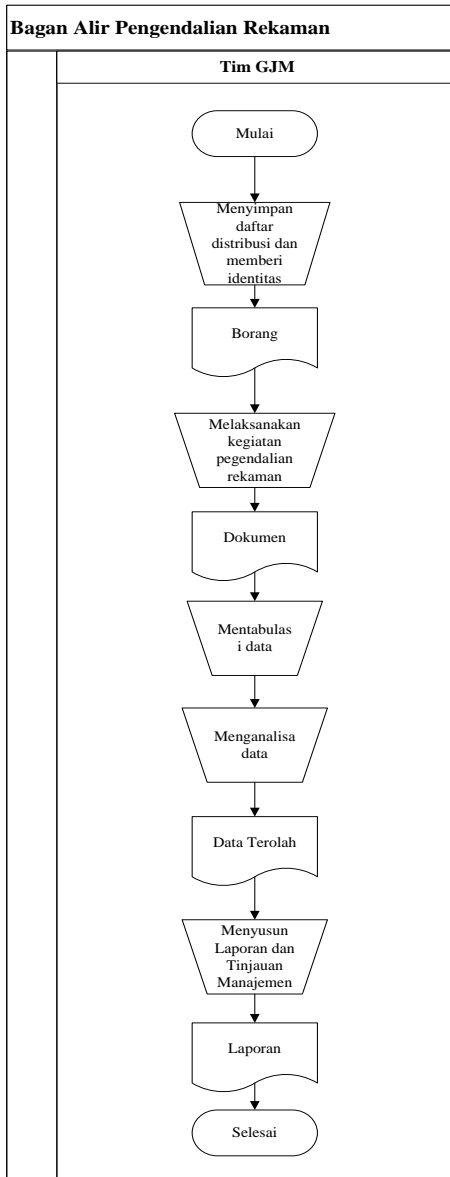 Bagan Alir Pengendalian Rekaman
Tim GJM
Mulai
Menyimpan
daftar
distribusi dan
memberi
identitas
Borang
Melaksanakan
kegiatan
pegendalian
rekaman
Dokumen
Mentabulas
i data
Menganalisa
data
Data Terolah
Menyusun
Laporan dan
Tinjauan
Manajemen
Laporan
Selesai